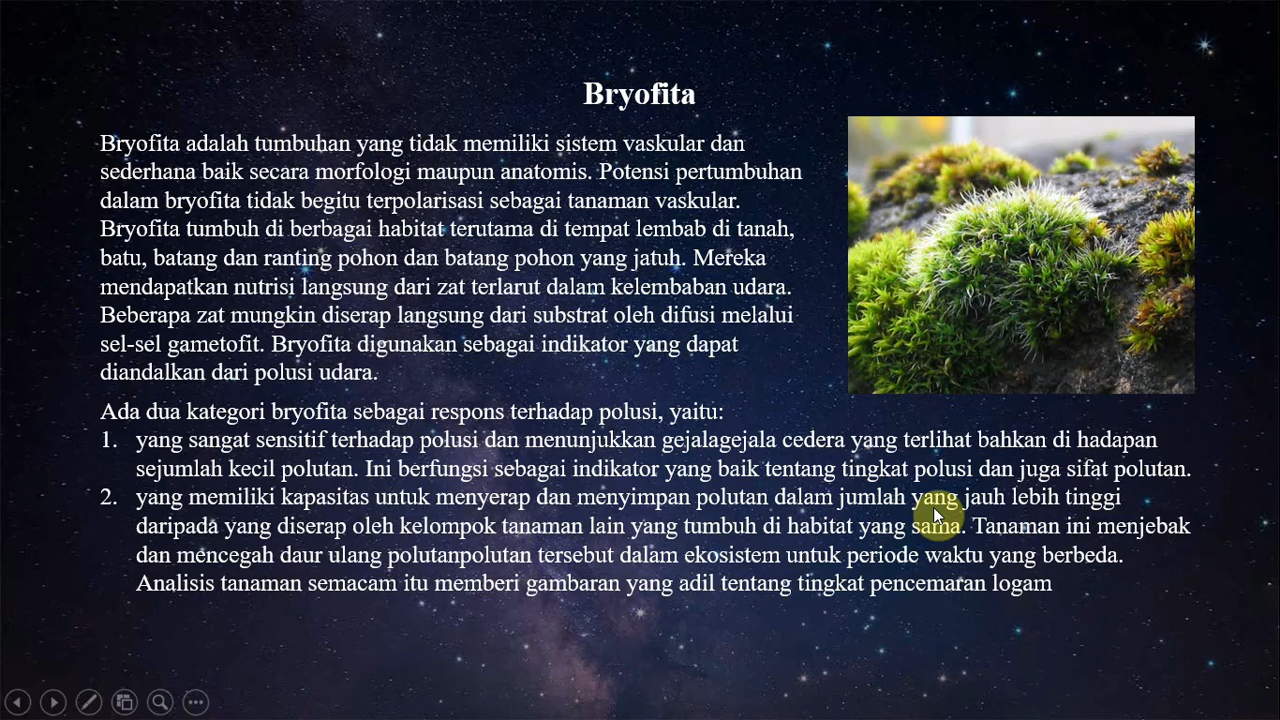 Bryofita
Bryofita adalah tumbuhan yang tidak memiliki sistem vaskular dan
sederhana baik secara morfologi maupun anatomis. Potensi pertumbuhan
dalam bryofita tidak begitu terpolarisasi sebagai tanaman vaskular.
Bryofita tumbuh di berbagai habitat terutama di tempat lembab di tanah,
batu, batang dan ranting pohon dan batang pohon yang jatuh. Mereka
mendapatkan nutrisi langsung dari zat terlarut dalam kelembaban udara.
Beberapa zat mungkin diserap langsung dari substrat oleh difusi melalui
sel-sel gametofit. Bryofita digunakan sebagai indikator yang dapat
diandalkan dari polusi udara.
Ada dua kategori bryofita sebagai respons terhadap polusi, yaitu:
1. yang sangat sensitif terhadap polusi dan menunjukkan gejalagejala cedera yang terlihat bahkan di hadapan
sejumlah kecil polutan. Ini berfungsi sebagai indikator yang baik tentang tingkat polusi dan juga sifat polutan.
2. yang memiliki kapasitas untuk menyerap dan menyimpan polutan dalam jumlah yang jauh lebih tinggi
daripada yang diserap oleh kelompok tanaman lain yang tumbuh di habitat yang sama. Tanaman ini menjebak
dan mencegah daur ulang polutanpolutan tersebut dalam ekosistem untuk periode waktu yang berbeda.
Analisis tanaman semacam itu memberi gambaran yang adil tentang tingkat pencemaran logam